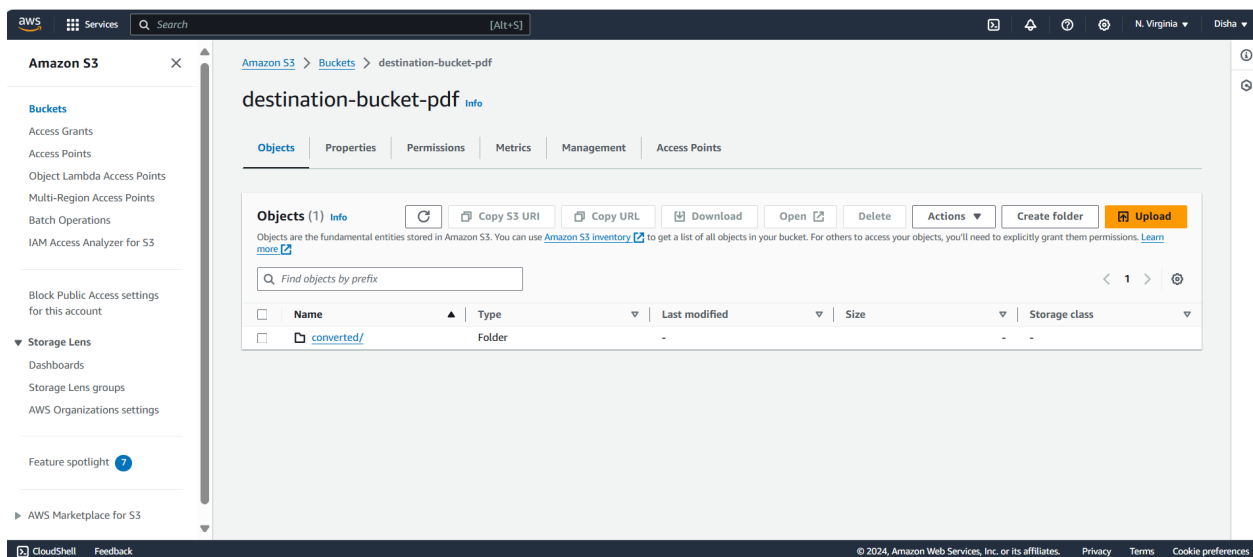 aws Services Search [Alt+S] N. Virginia ▼ Disha ▼
Amazon S3
Buckets
Access Grants
Access Points
Object Lambda Access Points
Multi-Region Access Points
Batch Operations
IAM Access Analyzer for S3
Block Public Access settings
for this account
▼ Storage Lens
Dashboards
Storage Lens groups
AWS Organizations settings
Feature spotlight 7
▶ AWS Marketplace for S3
Amazon S3 > Buckets > destination-bucket-pdf
destination-bucket-pdf Info
Objects Properties Permissions Metrics Management Access Points
Objects (1) Info Copy S3 URI Copy URL Download Open Delete Actions ▼ Create folder Upload
Objects are the fundamental entities stored in Amazon S3. You can use Amazon S3 inventory to get a list of all objects in your bucket. For others to access your objects, you'll need to explicitly grant them permissions. Learn
more
Find objects by prefix < 1 >
Name ▲ Type Last modified Size Storage class
converted/ Folder - - -
CloudShell Feedback © 2024, Amazon Web Services, Inc. or its affiliates. Privacy Terms Cookie preferences